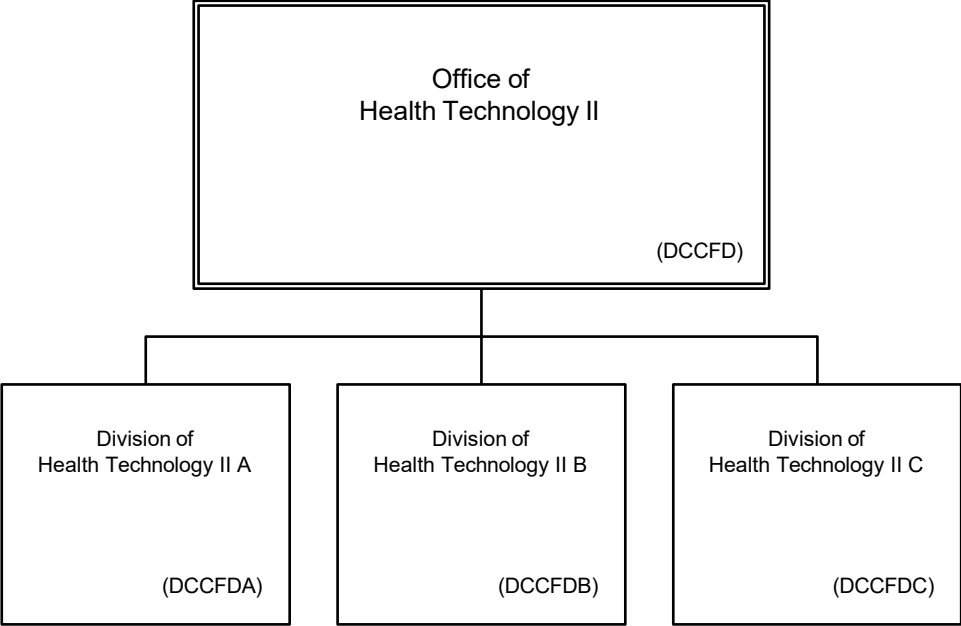 Office of
Health Technology II
(DCCFD)
Division of
Health Technology II A
(DCCFDA)
Division of
Health Technology II B
(DCCFDB)
Division of
Health Technology II C
(DCCFDC)